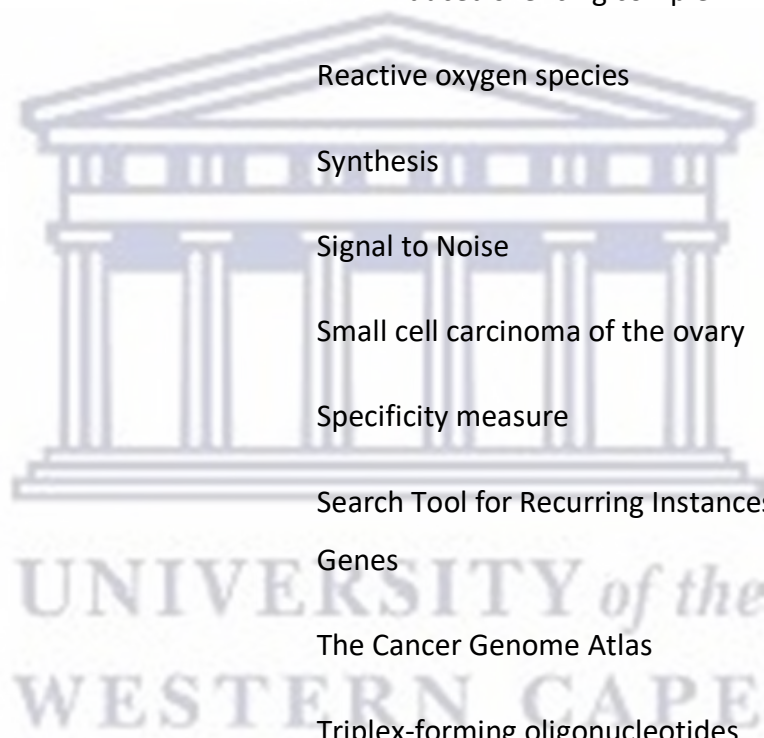 Reactive oxygen species
Synthesis
Signal to Noise
Small cell carcinoma of the ovary
Specificity measure
Search Tool for Recurring Instances
Genes
UNIVERSITY of the
The Cancer Genome Atlas
WESTERN CAPE
Triplex-forming oligonucleotides